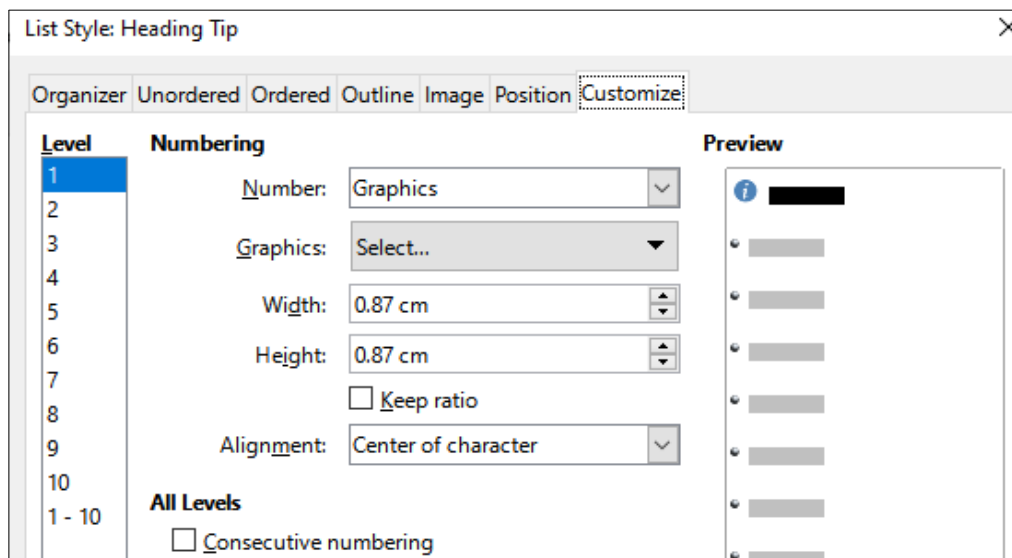 List Style: Heading Tip
Organizer Unordered Ordered Outline Image Position Customize
Level
1
2
3
4
5
6
7
8
9
10
1 - 10
Numbering
Number: Graphics
Graphics: Select...
Width: 0.87 cm
Height: 0.87 cm
Keep ratio
Alignment: Center of character
All Levels
Consecutive numbering
Preview
i